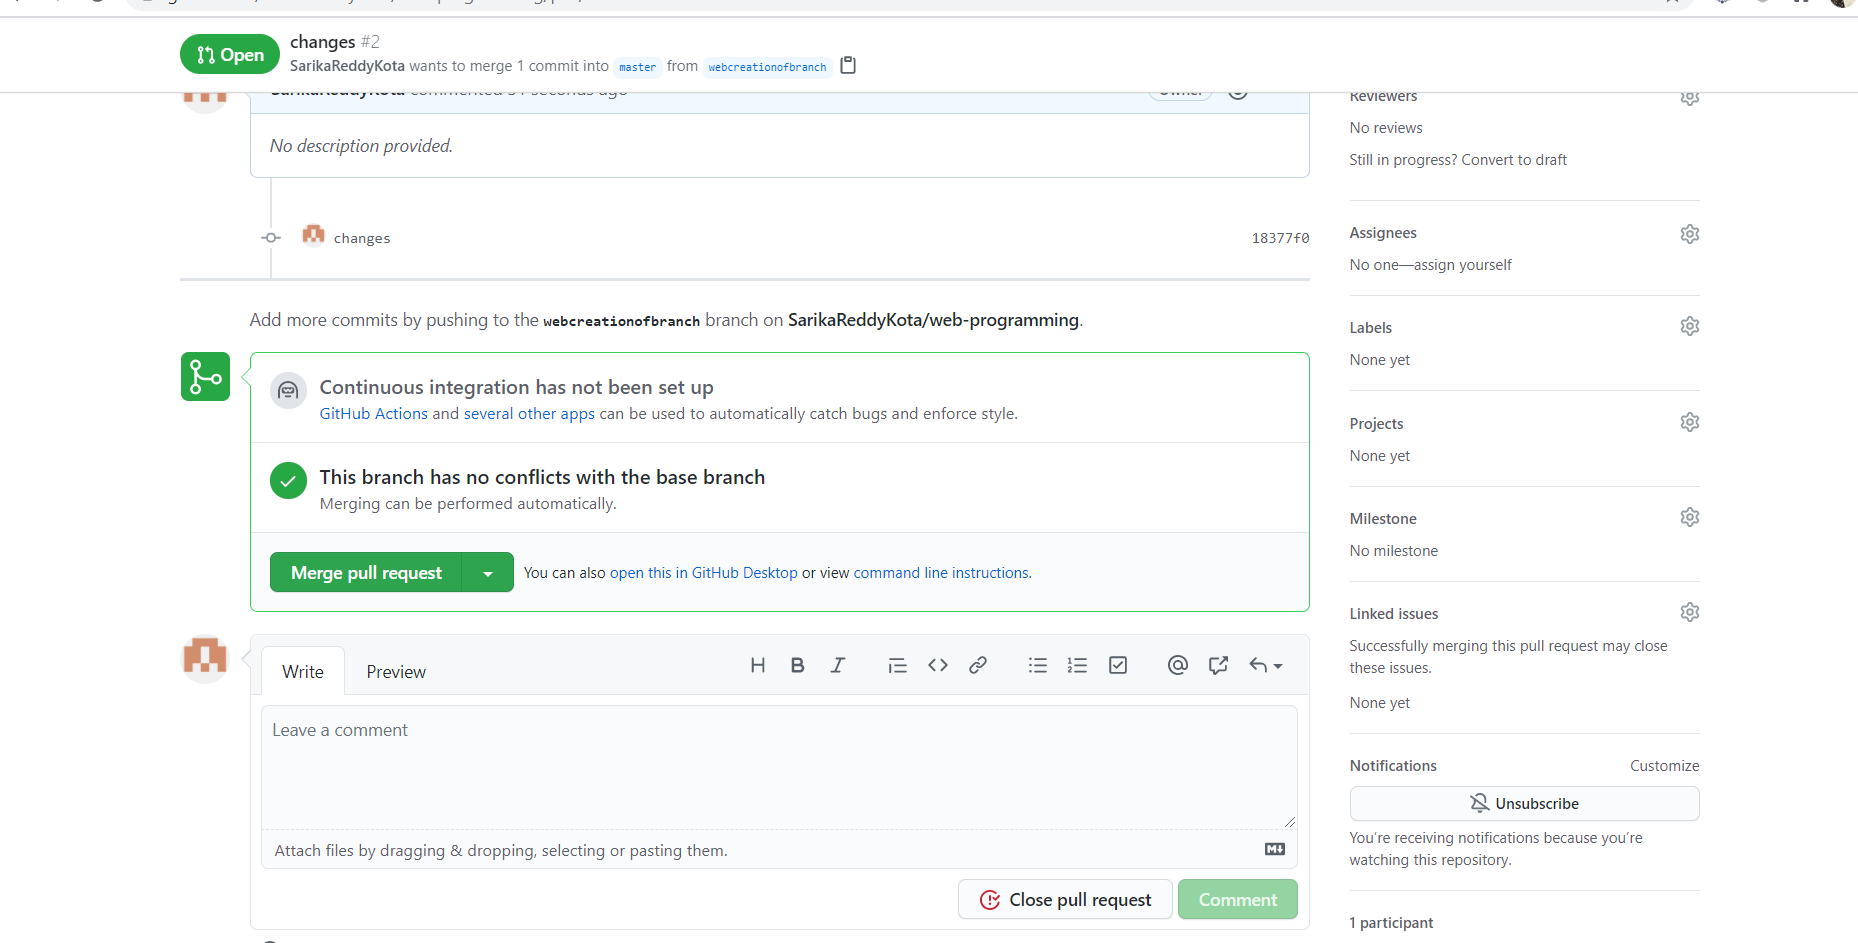 Open
changes #2
SarikaReddyKota wants to merge 1 commit into master from webcreationofbranch
SarikaReddyKota commented 51 seconds ago
Owner
No description provided.
changes
18377f0
Add more commits by pushing to the webcreationofbranch branch on SarikaReddyKota/web-programming.
Continuous integration has not been set up
GitHub Actions and several other apps can be used to automatically catch bugs and enforce style.
This branch has no conflicts with the base branch
Merging can be performed automatically.
Merge pull request
You can also open this in GitHub Desktop or view command line instructions.
Write
Preview
Leave a comment
Attach files by dragging & dropping, selecting or pasting them.
Close pull request
Comment
Reviewers
No reviews
Still in progress? Convert to draft
Assignees
No one—assign yourself
Labels
None yet
Projects
None yet
Milestone
No milestone
Linked issues
Successfully merging this pull request may close
these issues.
None yet
Notifications
Customize
Unsubscribe
You're receiving notifications because you're
watching this repository.
1 participant